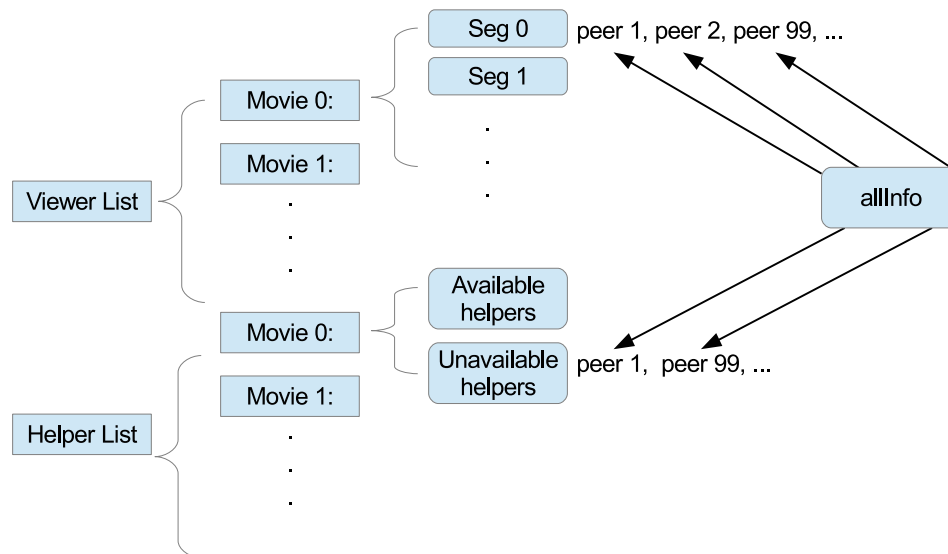 Seg 0
peer 1, peer 2, peer 99, ...
Seg 1
Movie 0:
Movie 1:
Viewer List
allInfo
Available
helpers
Movie 0:
Unavailable
helpers
peer 1, peer 99, ...
Movie 1:
Helper List